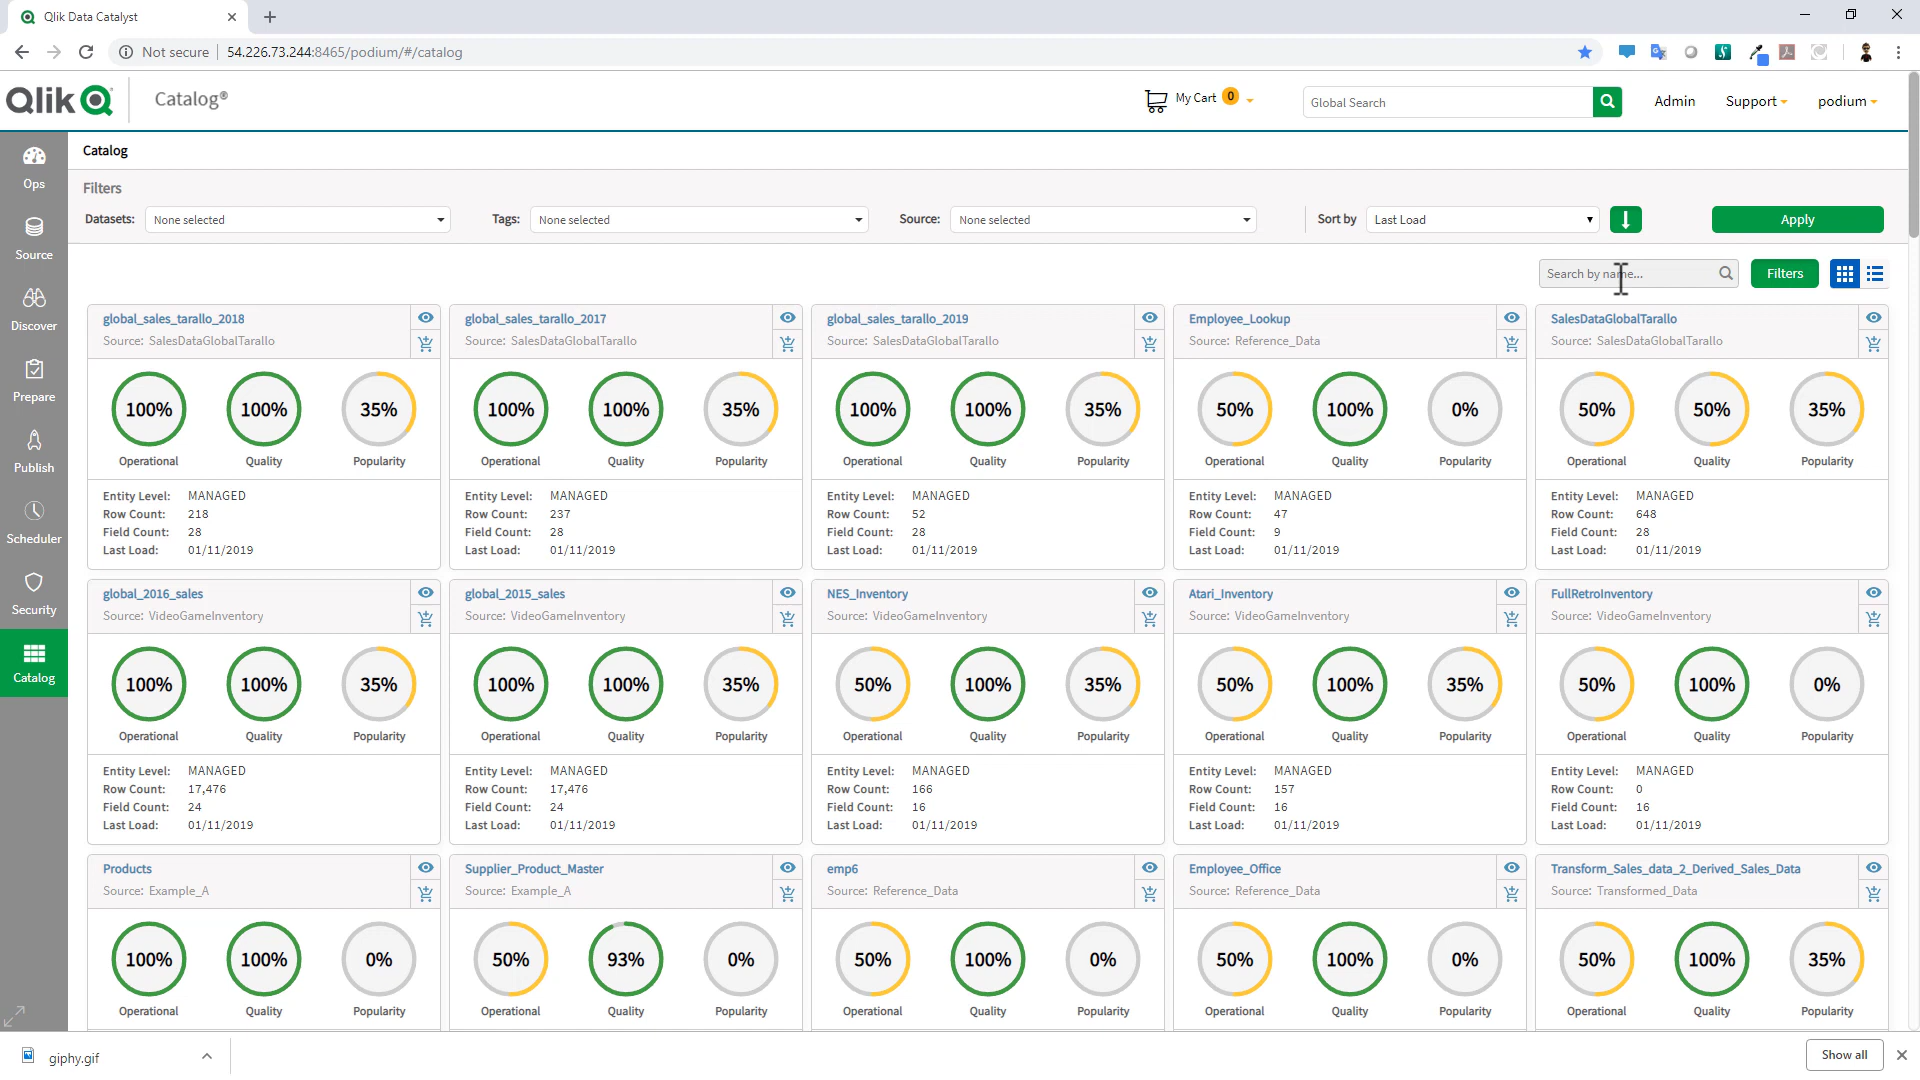 Qlik Data Catalyst
Not secure | 54.226.73.244:8465/podium/#/catalog
Qlik Catalog®
My Cart 0
Global Search
Admin
Support
podium
Ops
Source
Discover
Prepare
Publish
Scheduler
Security
Catalog
Catalog
Filters
Datasets: None selected
Tags: None selected
Source: None selected
Sort by Last Load
Apply
Search by name...
Filters
global_sales_tarallo_2018
Source: SalesDataGlobalTarallo
100% 100% 35%
Operational Quality Popularity
Entity Level: MANAGED
Row Count: 218
Field Count: 28
Last Load: 01/11/2019
global_sales_tarallo_2017
Source: SalesDataGlobalTarallo
100% 100% 35%
Operational Quality Popularity
Entity Level: MANAGED
Row Count: 237
Field Count: 28
Last Load: 01/11/2019
global_sales_tarallo_2019
Source: SalesDataGlobalTarallo
100% 100% 35%
Operational Quality Popularity
Entity Level: MANAGED
Row Count: 52
Field Count: 28
Last Load: 01/11/2019
Employee_Lookup
Source: Reference_Data
50% 100% 0%
Operational Quality Popularity
Entity Level: MANAGED
Row Count: 47
Field Count: 9
Last Load: 01/11/2019
SalesDataGlobalTarallo
Source: SalesDataGlobalTarallo
50% 50% 35%
Operational Quality Popularity
Entity Level: MANAGED
Row Count: 648
Field Count: 28
Last Load: 01/11/2019
global_2016_sales
Source: VideoGameInventory
100% 100% 35%
Operational Quality Popularity
Entity Level: MANAGED
Row Count: 17,476
Field Count: 24
Last Load: 01/11/2019
global_2015_sales
Source: VideoGameInventory
100% 100% 35%
Operational Quality Popularity
Entity Level: MANAGED
Row Count: 17,476
Field Count: 24
Last Load: 01/11/2019
NES_Inventory
Source: VideoGameInventory
50% 100% 35%
Operational Quality Popularity
Entity Level: MANAGED
Row Count: 166
Field Count: 16
Last Load: 01/11/2019
Atari_Inventory
Source: VideoGameInventory
50% 100% 35%
Operational Quality Popularity
Entity Level: MANAGED
Row Count: 157
Field Count: 16
Last Load: 01/11/2019
FullRetroInventory
Source: VideoGameInventory
50% 100% 0%
Operational Quality Popularity
Entity Level: MANAGED
Row Count: 0
Field Count: 16
Last Load: 01/11/2019
Products
Source: Example_A
100% 100% 0%
Operational Quality Popularity
Supplier_Product_Master
Source: Example_A
50% 93% 0%
Operational Quality Popularity
emp6
Source: Reference_Data
50% 100% 0%
Operational Quality Popularity
Employee_Office
Source: Reference_Data
50% 100% 0%
Operational Quality Popularity
Transform_Sales_data_2_Derived_Sales_Data
Source: Transformed_Data
50% 100% 35%
Operational Quality Popularity
giphy.gif
Show all